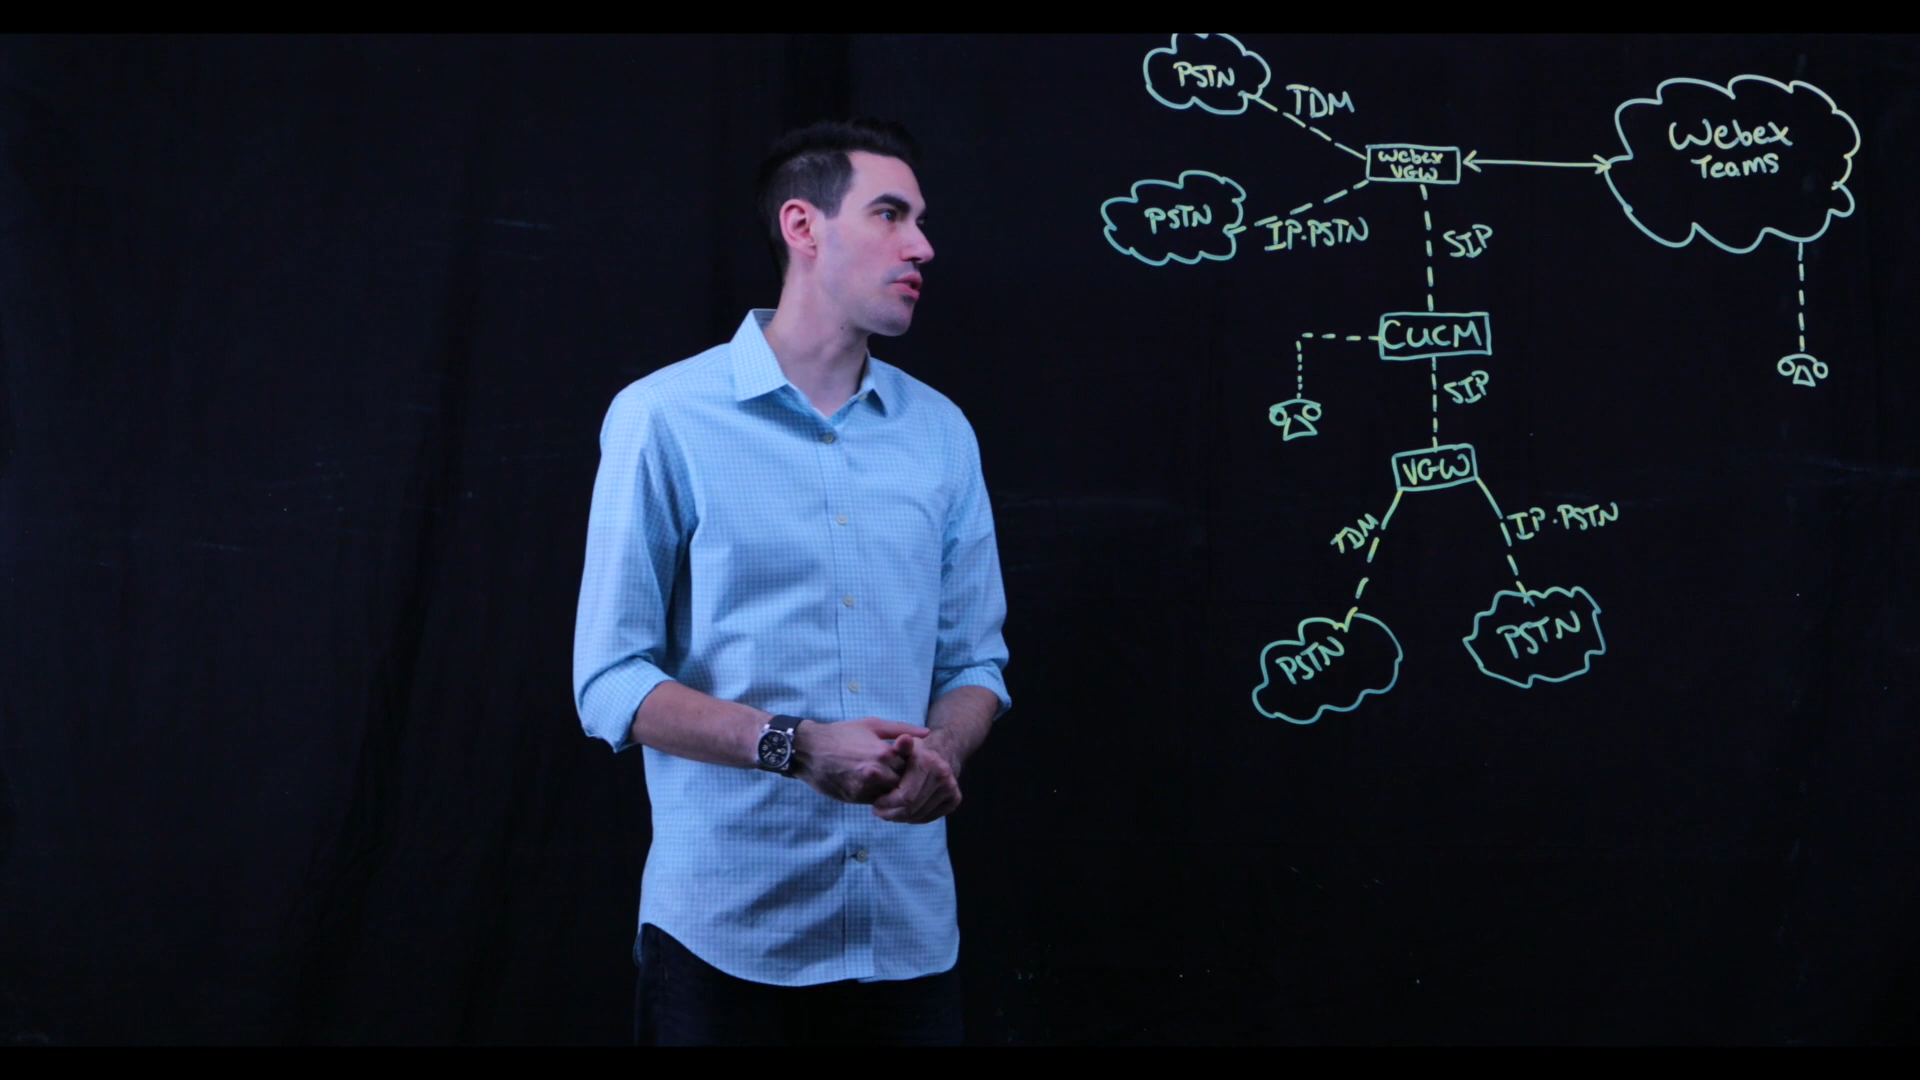 PSTN
TDM
Webex
VGW
Webex
Teams
PSTN
IP.PSTN
SIP
CUCM
SIP
VGW
TDM
IP.PSTN
PSTN
PSTN